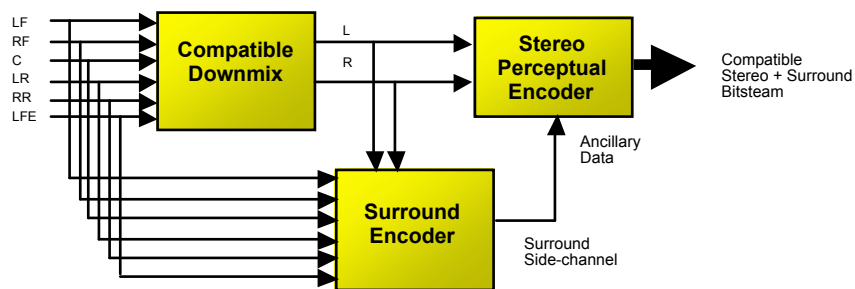 LF
RF
C
LR
RR
LFE
Compatible
Downmix
L
R
Stereo
Perceptual
Encoder
Compatible
Stereo + Surround
Bitsteam
Ancillary
Data
Surround
Encoder
Surround
Side-channel